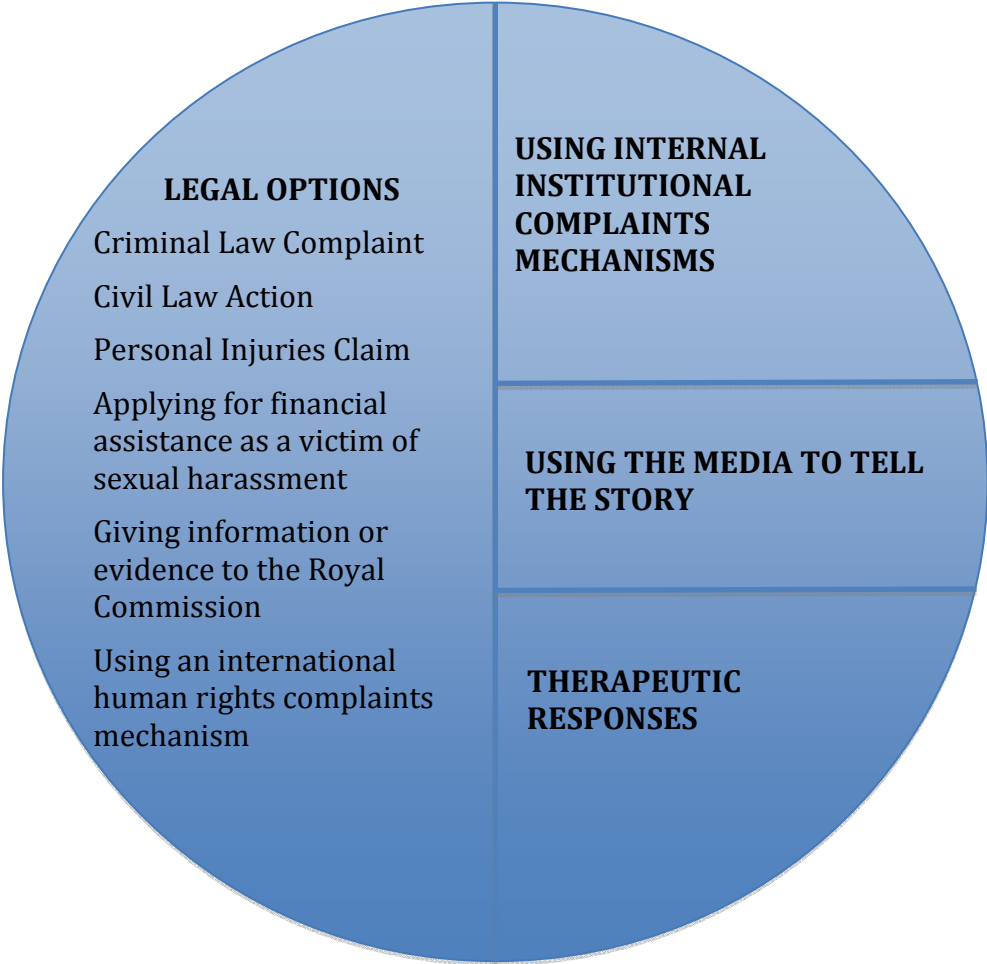 LEGAL OPTIONS
Criminal Law Complaint
Civil Law Action
Personal Injuries Claim
Applying for financial
assistance as a victim of
sexual harassment
Giving information or
evidence to the Royal
Commission
Using an international
human rights complaints
mechanism
USING INTERNAL
INSTITUTIONAL
COMPLAINTS
MECHANISMS
USING THE MEDIA TO TELL
THE STORY
THERAPEUTIC
RESPONSES